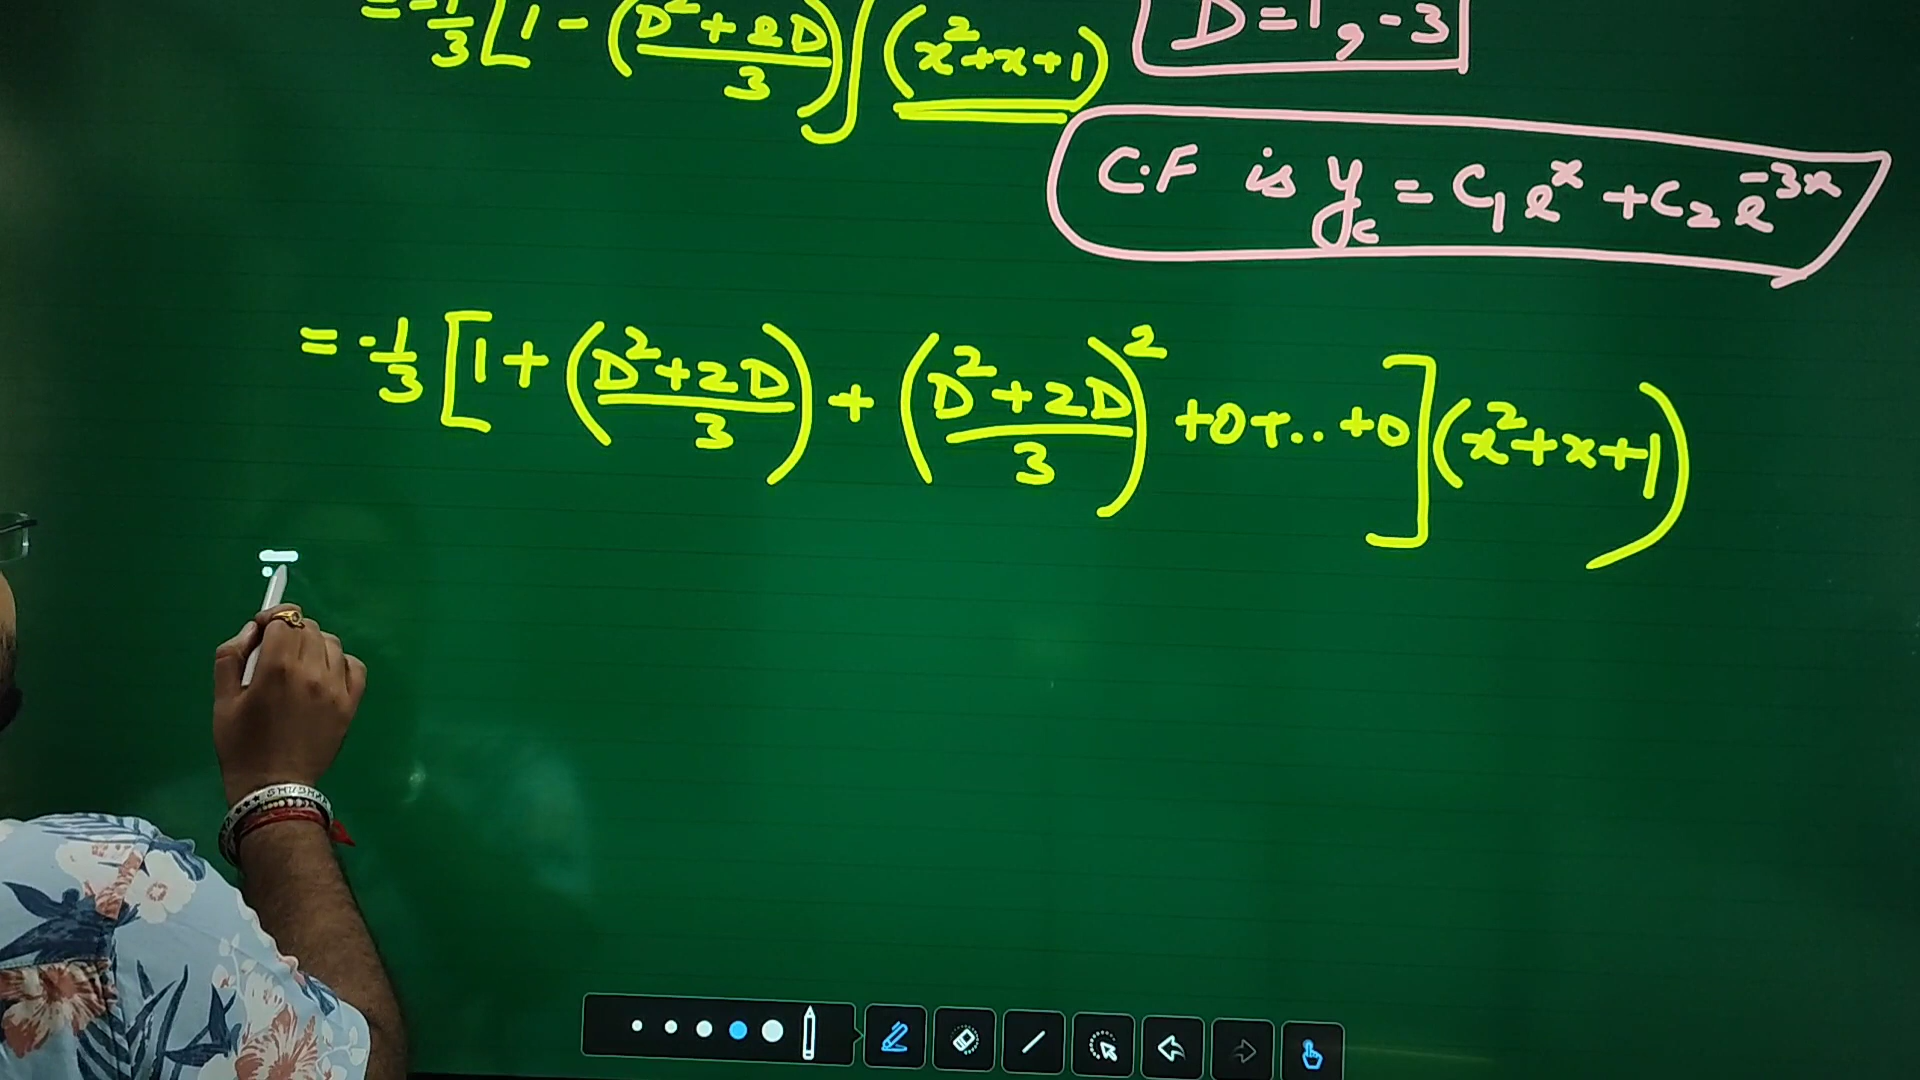 = -1/3 [1 - (D²+2D/3)] (x²+x+1)
D=1, -3
C.F is y_c = C₁e^x + C₂e^-3x
= -1/3 [1 + (D²+2D/3) + (D²+2D/3)² + 0+..+0] (x²+x+1)